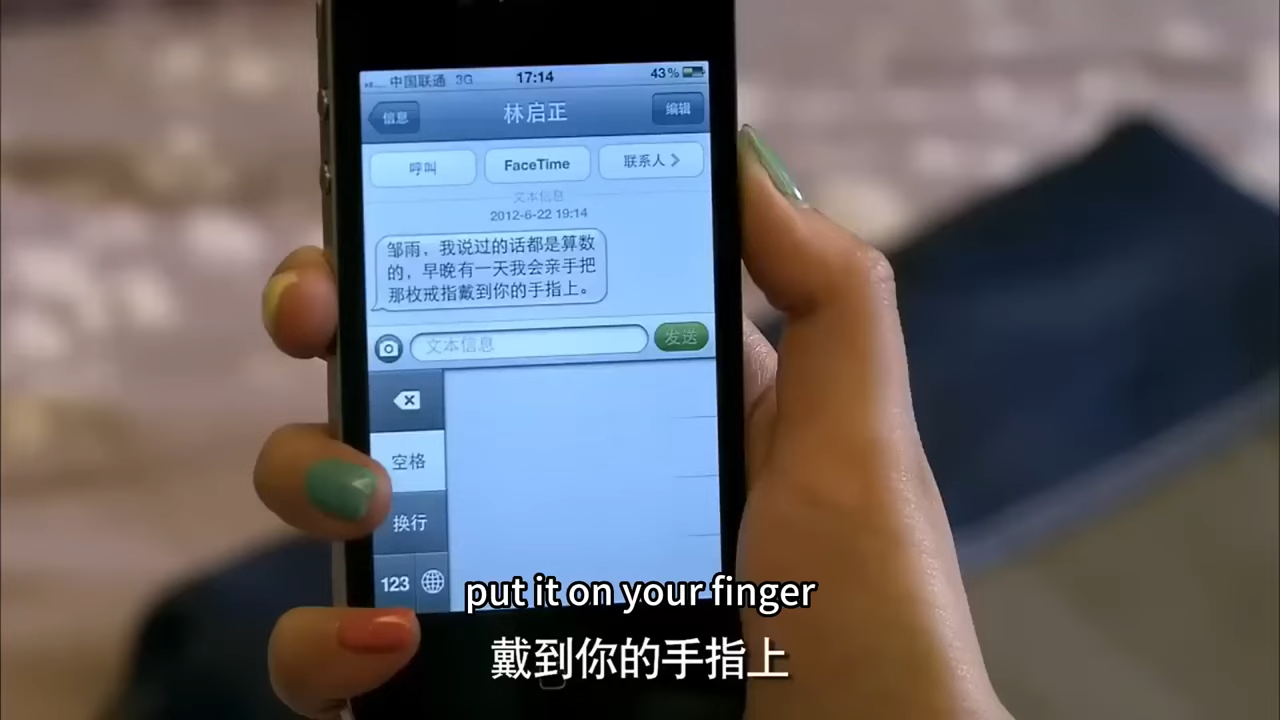 中国联通 3G 17:14 43%
信息 林启正 编辑
呼叫 FaceTime 联系人
文本信息
2012-6-22 19:14
邹雨，我说过的话都是算数
的，早晚有一天我会亲手把
那枚戒指戴到你的手指上。
文本信息 发送
空格
换行
123
put it on your finger
戴到你的手指上